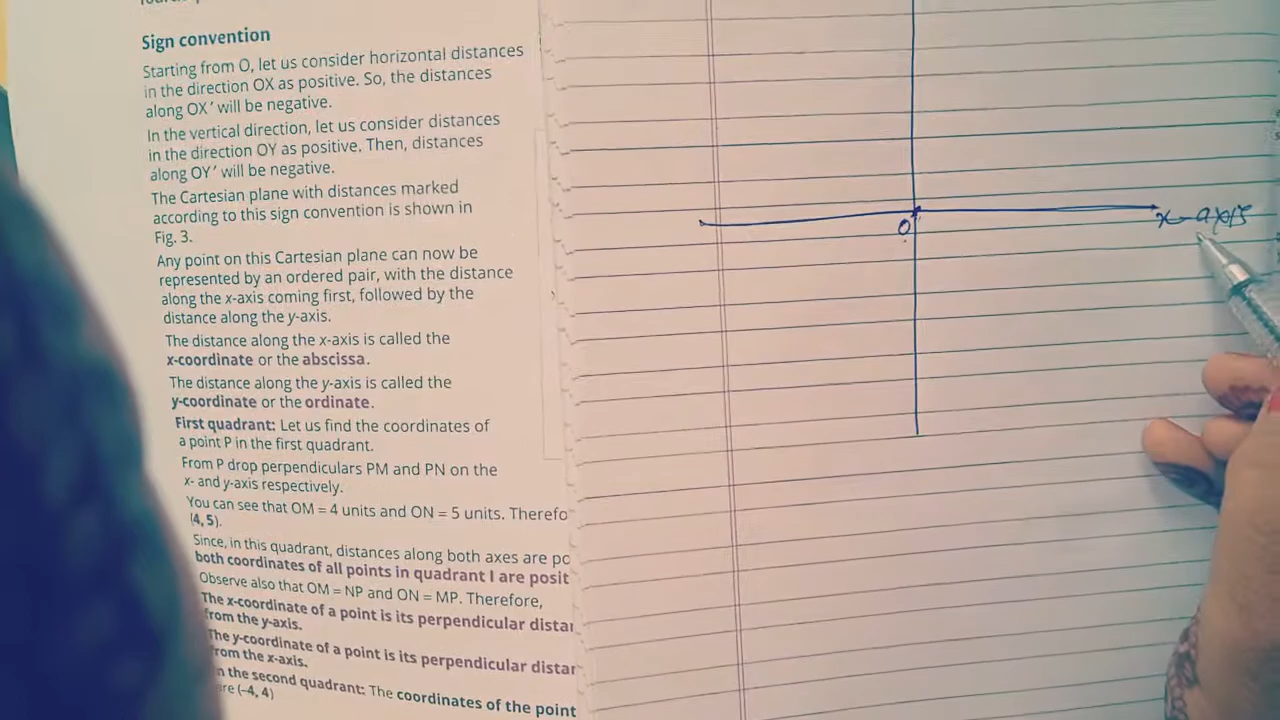 Sign convention
Starting from O, let us consider horizontal distances
in the direction OX as positive. So, the distances
along OX′ will be negative.
In the vertical direction, let us consider distances
in the direction OY as positive. Then, distances
along OY′ will be negative.
The Cartesian plane with distances marked
according to this sign convention is shown in
Fig. 3.
Any point on this Cartesian plane can now be
represented by an ordered pair, with the distance
along the x-axis coming first, followed by the
distance along the y-axis.
The distance along the x-axis is called the
x-coordinate or the abscissa.
The distance along the y-axis is called the
y-coordinate or the ordinate.
First quadrant: Let us find the coordinates of
a point P in the first quadrant.
From P drop perpendiculars PM and PN on the
x- and y-axis respectively.
You can see that OM = 4 units and ON = 5 units. Therefo
(4, 5).
Since, in this quadrant, distances along both axes are po
both coordinates of all points in quadrant I are posit
Observe also that OM = NP and ON = MP. Therefore,
The x-coordinate of a point is its perpendicular distan
from the y-axis.
The y-coordinate of a point is its perpendicular distan
from the x-axis.
In the second quadrant: The coordinates of the point
are (–4, 4)
O
x-axis